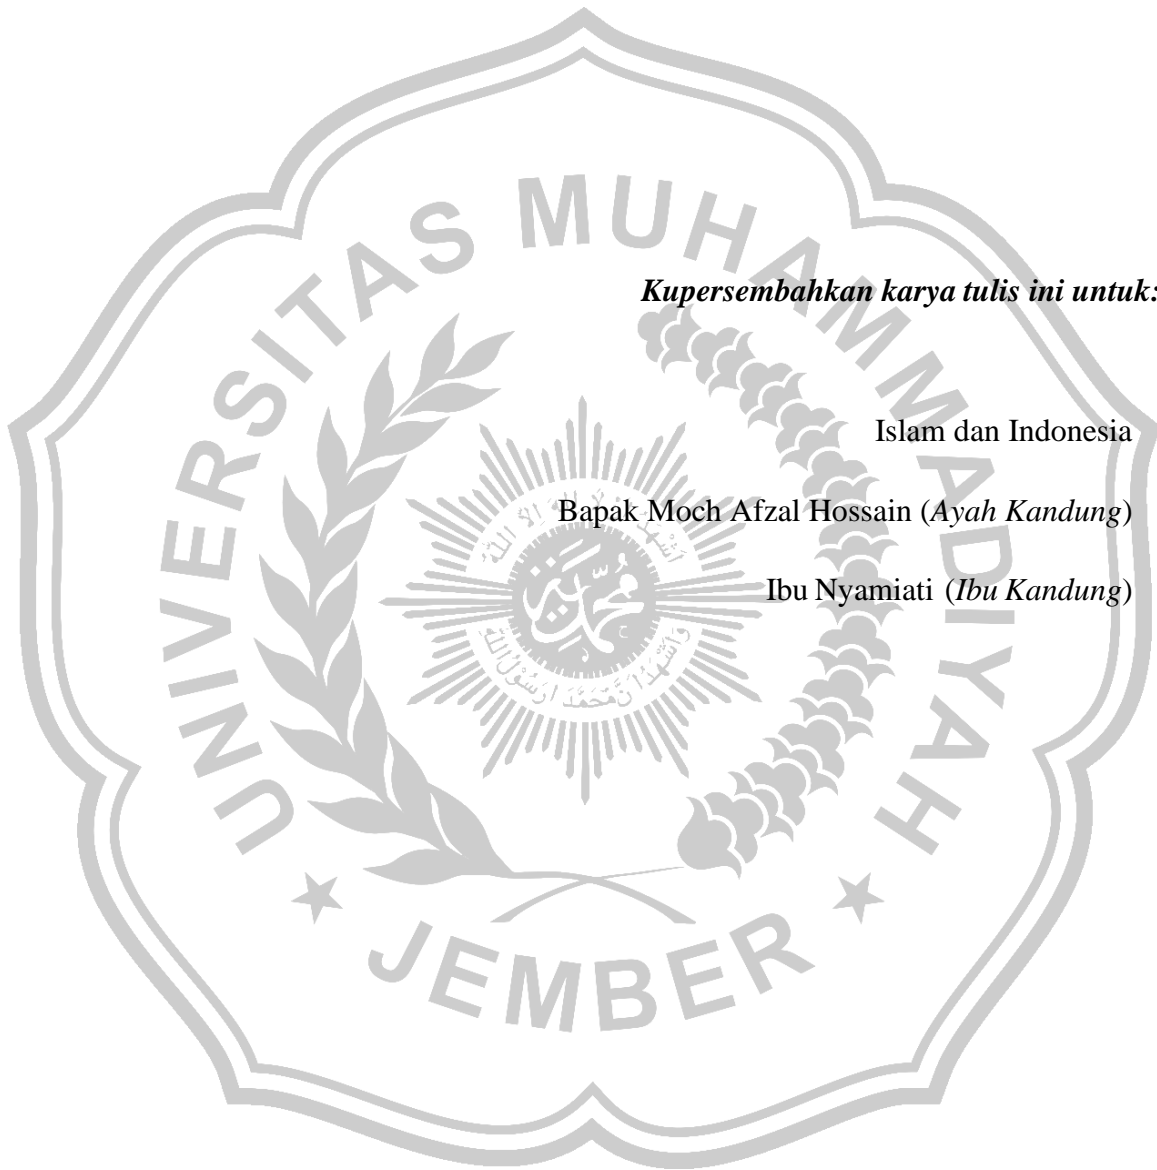 Kupersembahkan karya tulis ini untuk:
Islam dan Indonesia
Bapak Moch Afzal Hossain (Ayah Kandung)
Ibu Nyamiati (Ibu Kandung)
UNIVERSITAS MUHAMMADIYAH
JEMBER
محمد